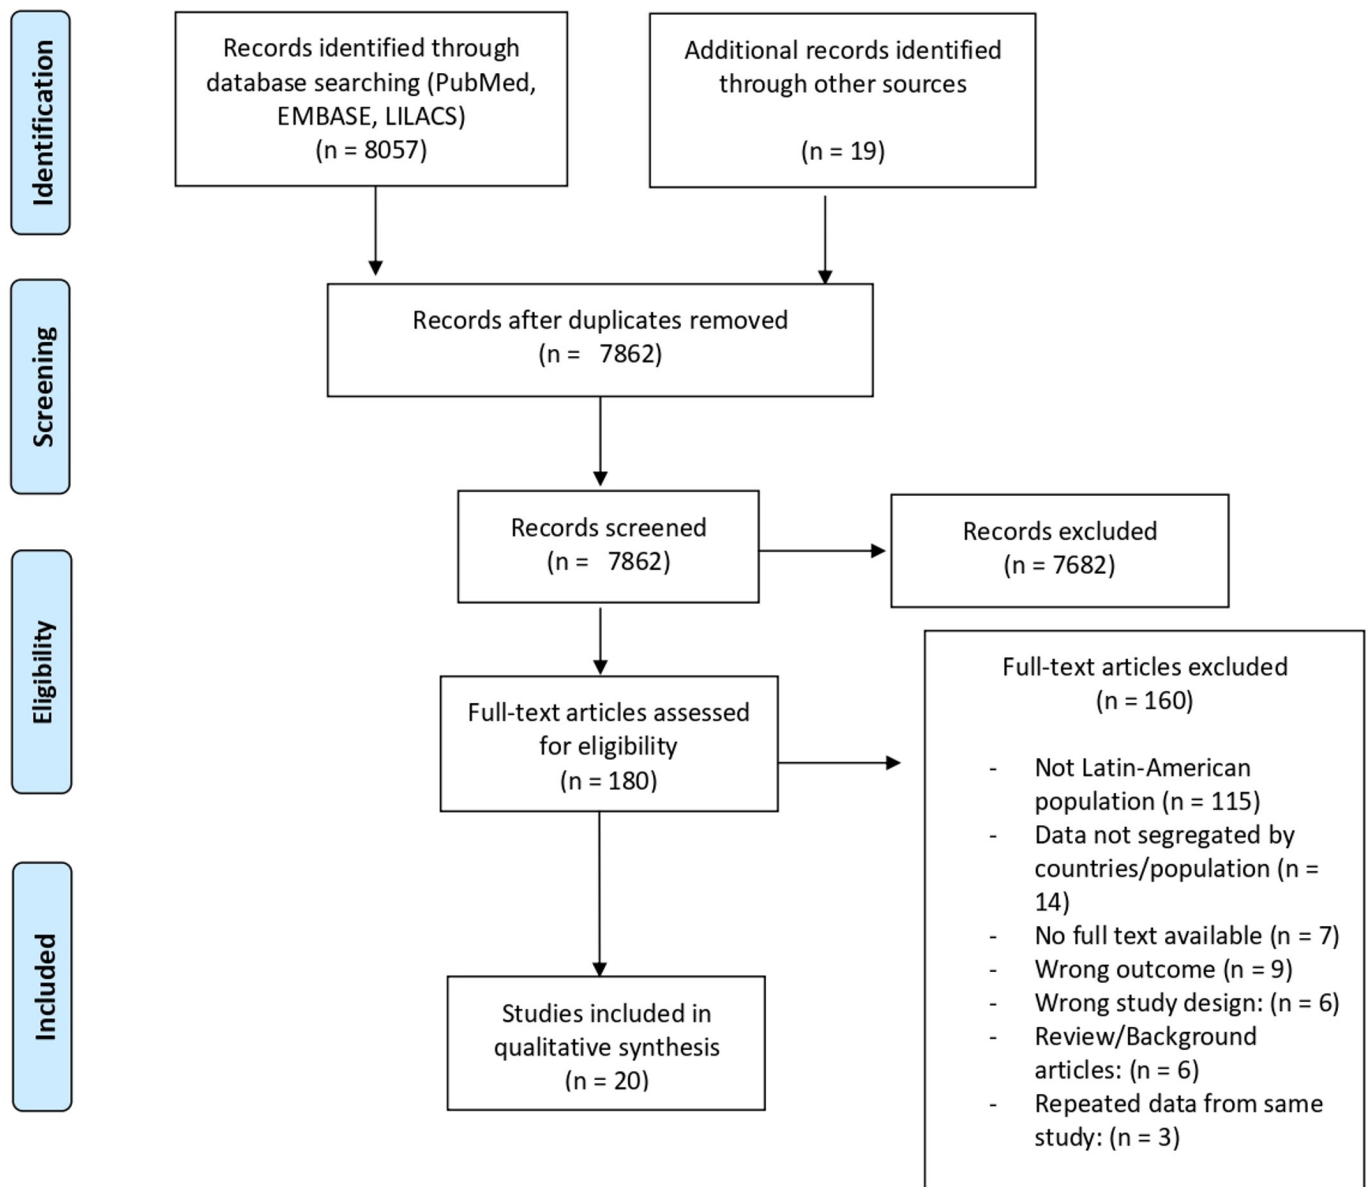 Identification
Records identified through
database searching (PubMed,
EMBASE, LILACS)
(n = 8057)
Additional records identified
through other sources
(n = 19)
Screening
Records after duplicates removed
(n =   7862)
Records screened
(n =   7862)
Records excluded
(n = 7682)
Eligibility
Full-text articles assessed
for eligibility
(n = 180)
Full-text articles excluded
(n = 160)
- Not Latin-American
population (n = 115)
- Data not segregated by
countries/population (n =
14)
- No full text available (n = 7)
- Wrong outcome (n = 9)
- Wrong study design: (n = 6)
- Review/Background
articles: (n = 6)
- Repeated data from same
study: (n = 3)
Included
Studies included in
qualitative synthesis
(n = 20)